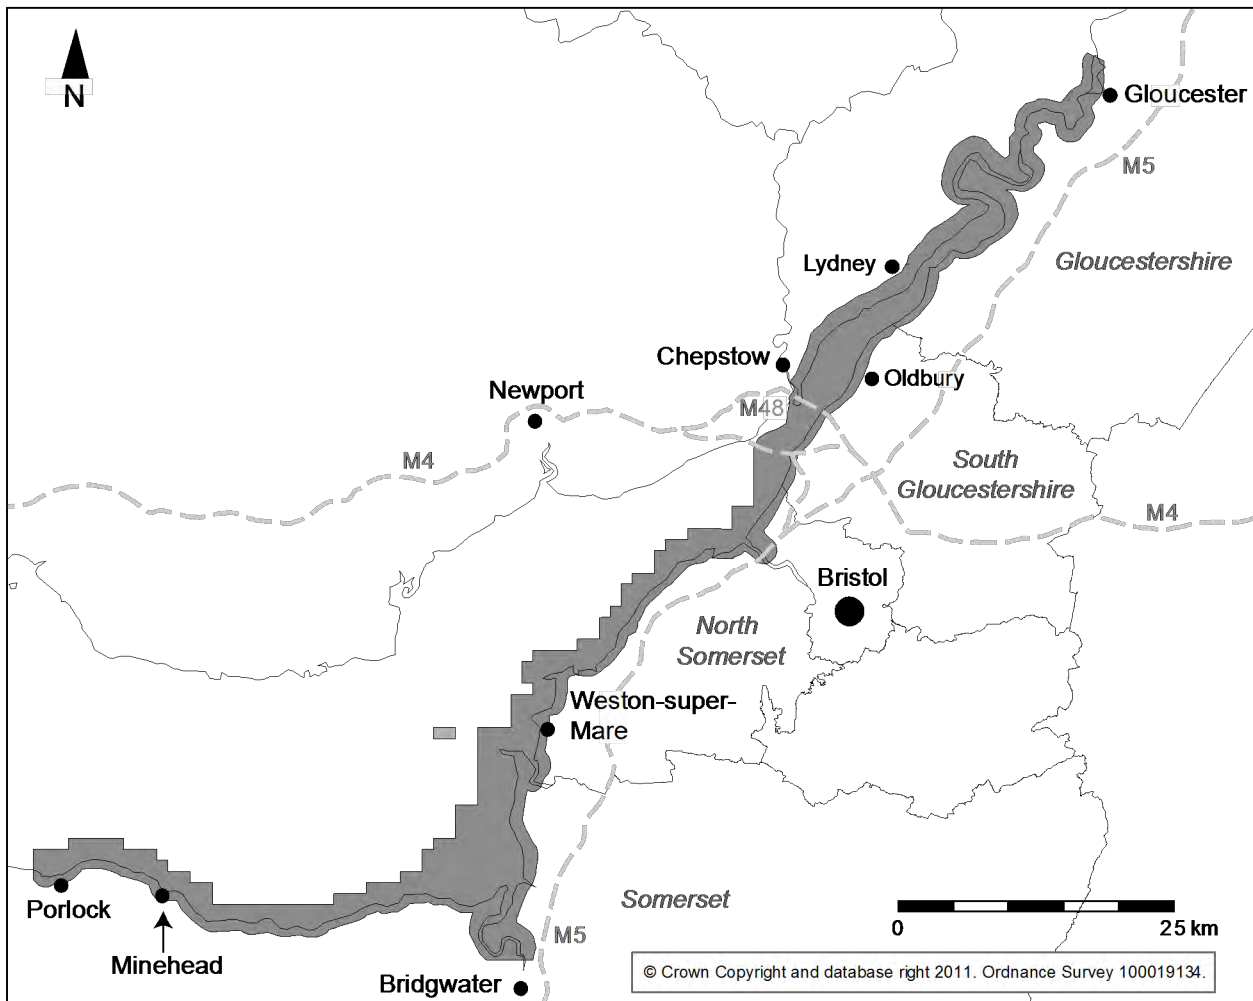 N
Gloucester
M5
Lydney
Gloucestershire
Chepstow
Oldbury
Newport
M48
M4
South
Gloucestershire
M4
Bristol
North
Somerset
Weston-super-
Mare
Somerset
Porlock
Minehead
M5
Bridgwater
0 25 km
© Crown Copyright and database right 2011. Ordnance Survey 100019134.